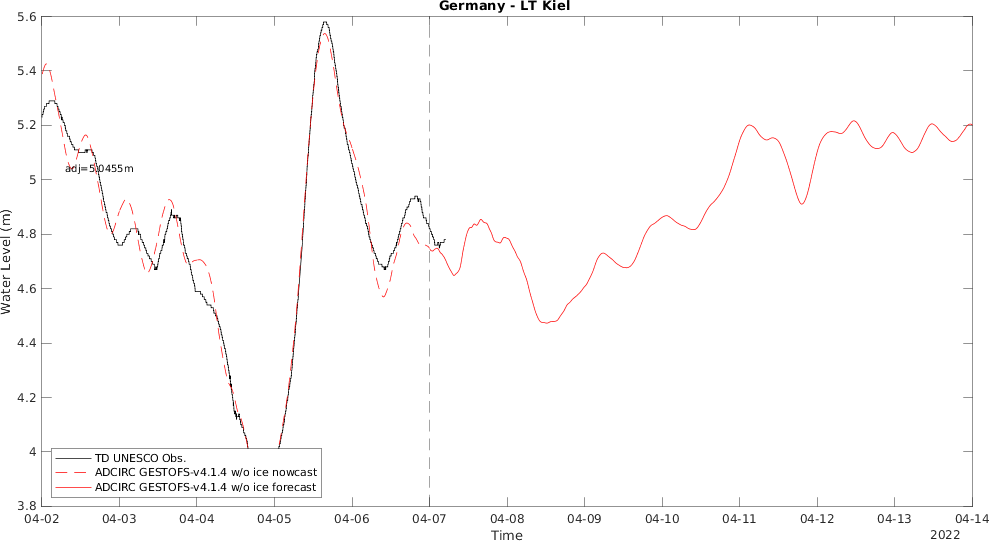 Germany - LT Kiel
5.6
5.4
5.2
5
4.8
4.6
4.4
4.2
4
3.8
Water Level (m)
adj=5.0455m
TD UNESCO Obs.
ADCIRC GESTOFS-v4.1.4 w/o ice nowcast
ADCIRC GESTOFS-v4.1.4 w/o ice forecast
04-02 04-03 04-04 04-05 04-06 04-07 04-08 04-09 04-10 04-11 04-12 04-13 04-14
Time
2022